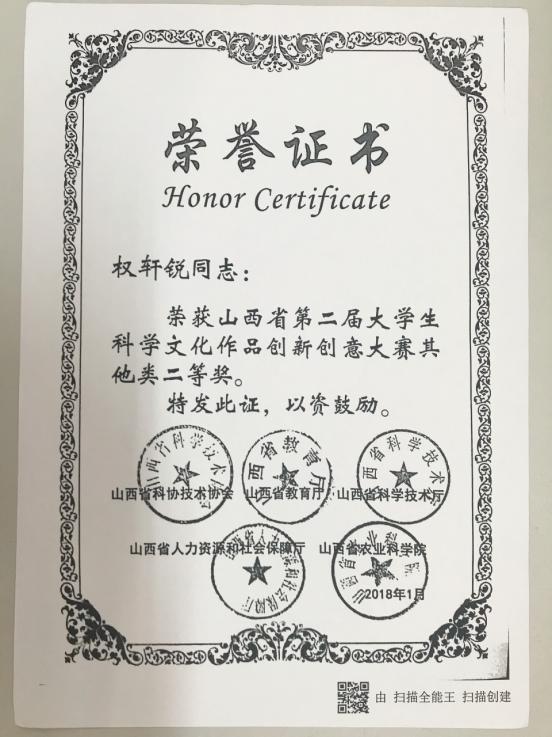 荣誉证书
Honor Certificate
权轩锐同志：
荣获山西省第二届大学生
科学文化作品创新创意大赛其
他类二等奖。
特发此证，以资鼓励。
山西省科协技术协会 山西省教育厅 山西省科学技术厅
山西省人力资源和社会保障厅 山西省农业科学院
2018年1月
由 扫描全能王 扫描创建